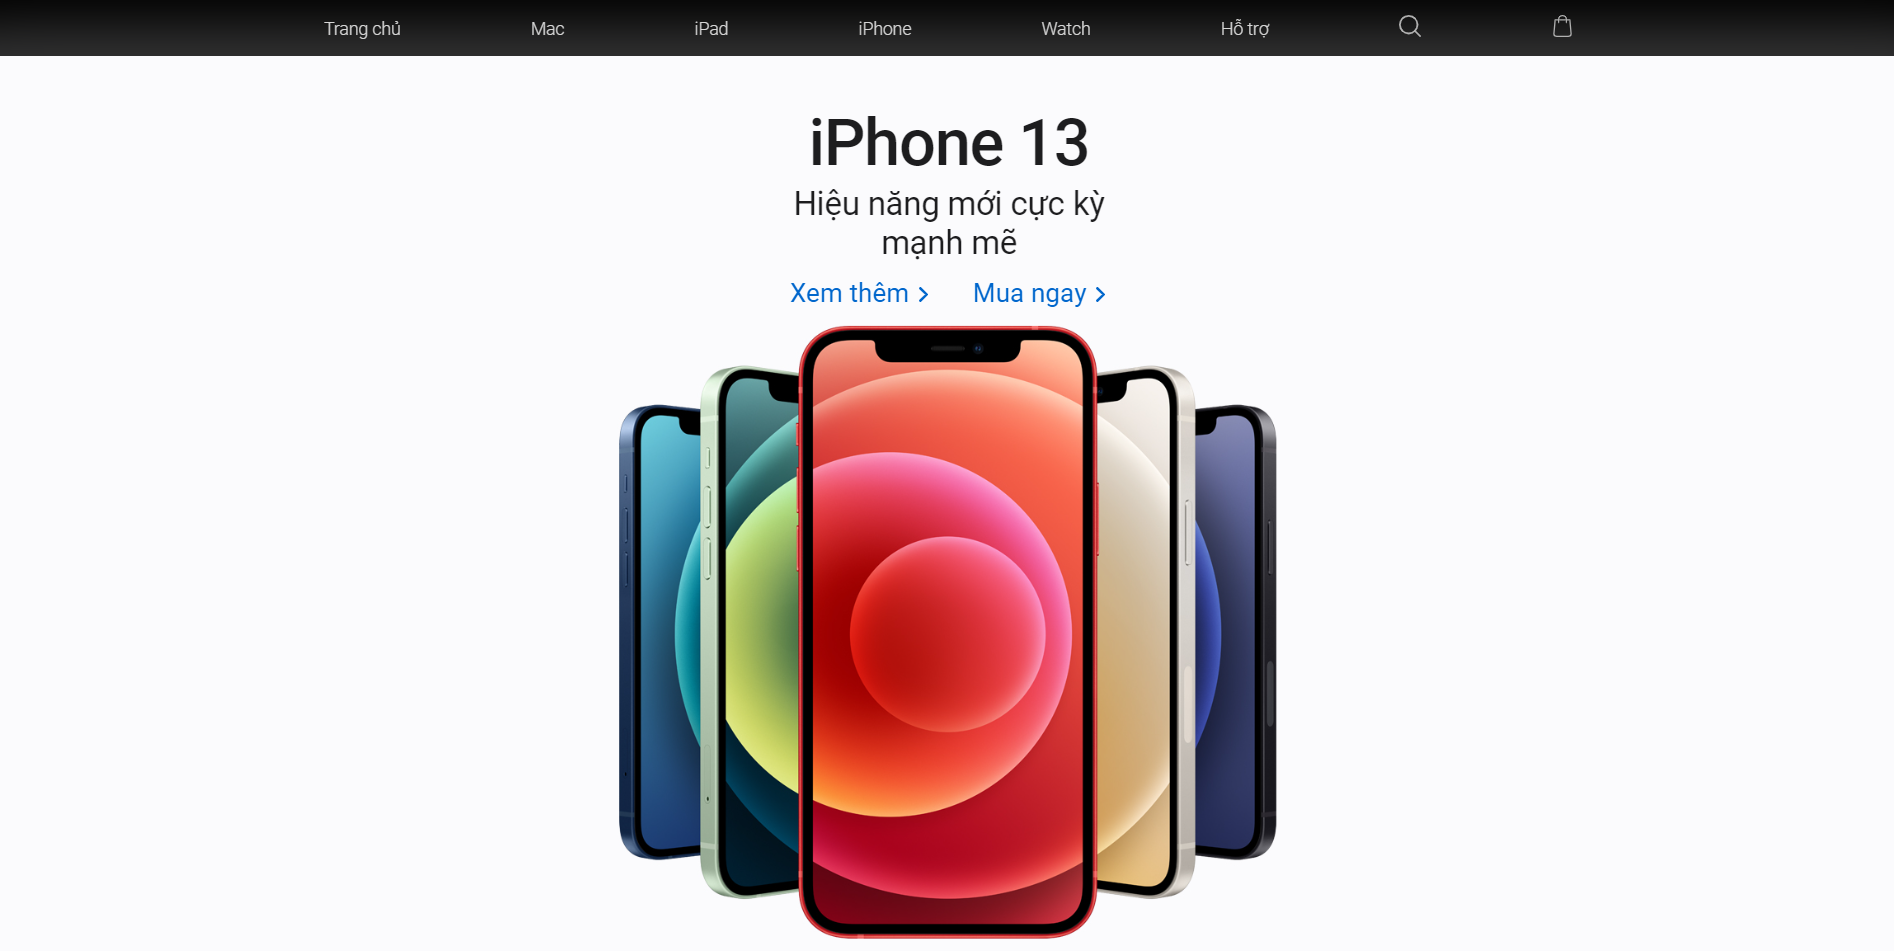 Trang chủ Mac iPad iPhone Watch Hỗ trợ
iPhone 13
Hiệu năng mới cực kỳ
mạnh mẽ
Xem thêm Mua ngay